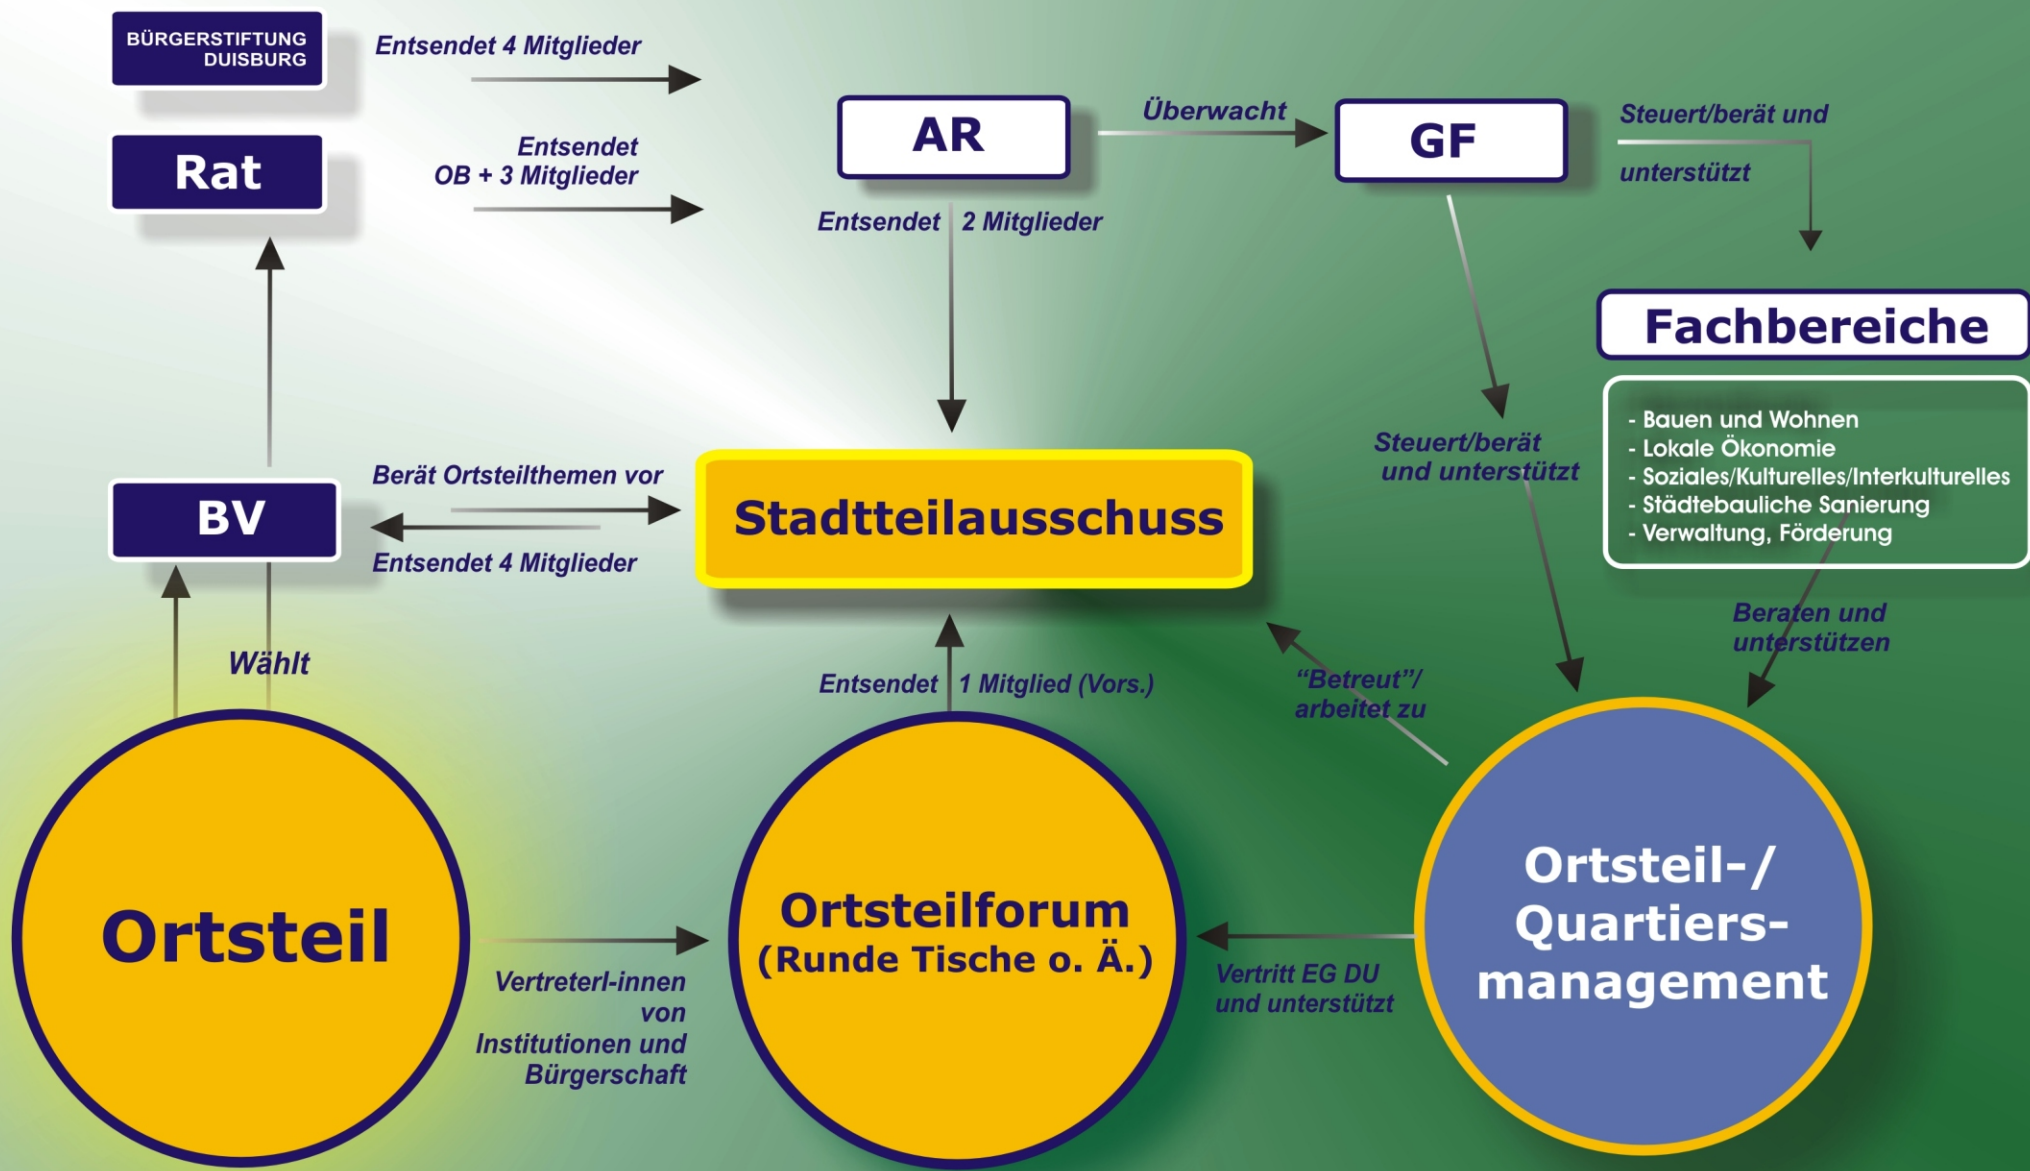 BÜRGERSTIFTUNG
DUISBURG
Entsendet 4 Mitglieder
Rat
Entsendet
OB + 3 Mitglieder
AR
Überwacht
GF
Steuert/berät und
unterstützt
Entsendet 2 Mitglieder
Fachbereiche
- Bauen und Wohnen
- Lokale Ökonomie
- Soziales/Kulturelles/Interkulturelles
- Städtebauliche Sanierung
- Verwaltung, Förderung
Steuert/berät
und unterstützt
BV
Berät Ortsteilthemen vor
Entsendet 4 Mitglieder
Stadtteilausschuss
Beraten und
unterstützen
Wählt
Entsendet 1 Mitglied (Vors.)
“Betreut”/
arbeitet zu
Ortsteil
Vertreterl-innen
von
Institutionen und
Bürgerschaft
Ortsteilforum
(Runde Tische o. Ä.)
Vertritt EG DU
und unterstützt
Ortsteil-/
Quartiers-
management